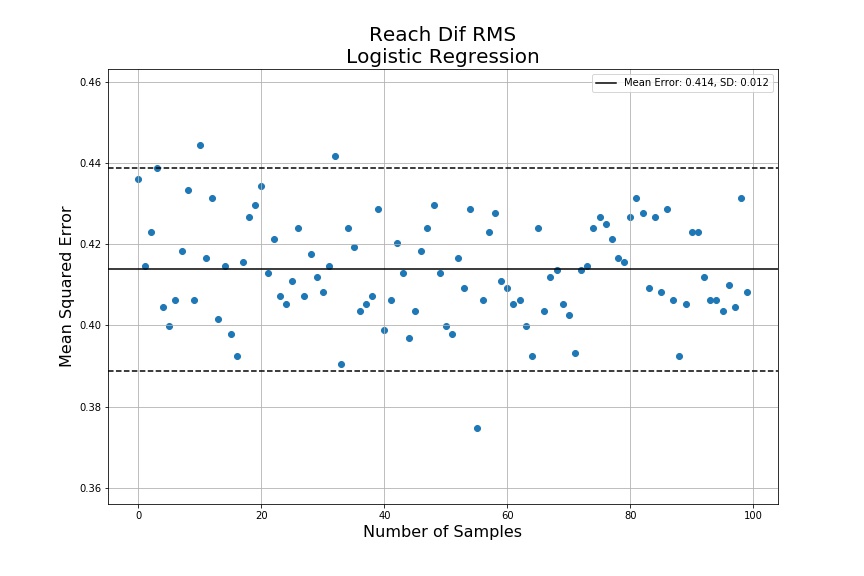 Reach Dif RMS
Logistic Regression
Mean Error: 0.414, SD: 0.012
Mean Squared Error
0.46
0.44
0.42
0.40
0.38
0.36
0 20 40 60 80 100
Number of Samples